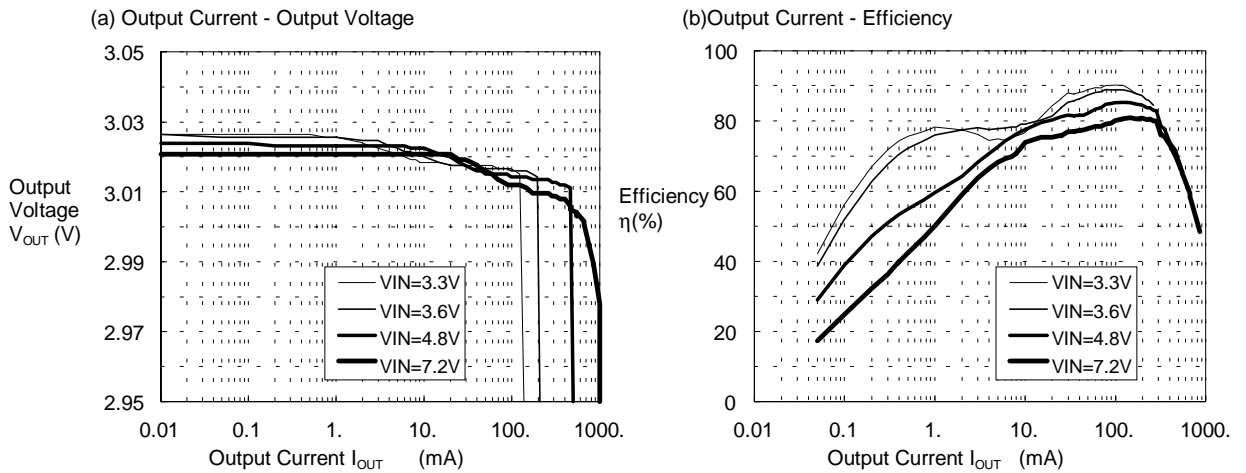 (a) Output Current - Output Voltage
3.05
3.03
3.01
2.99
2.97
2.95
Output
Voltage
VOUT (V)
VIN=3.3V
VIN=3.6V
VIN=4.8V
VIN=7.2V
0.01 0.1 1. 10. 100. 1000.
Output Current IOUT (mA)
(b)Output Current - Efficiency
100
80
60
40
20
0
Efficiency
η(%)
VIN=3.3V
VIN=3.6V
VIN=4.8V
VIN=7.2V
0.01 0.1 1. 10. 100. 1000.
Output Current IOUT (mA)